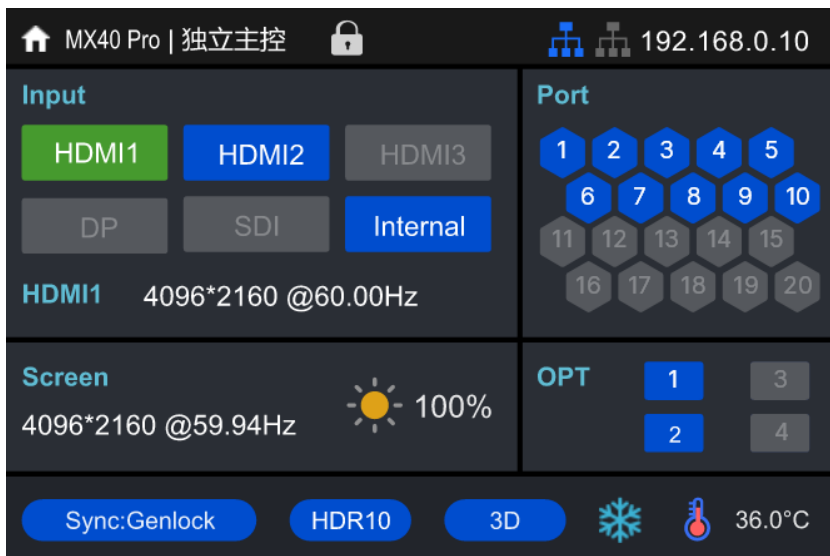 MX40 Pro | 独立主控 192.168.0.10
Input
HDMI1 HDMI2 HDMI3
DP SDI Internal
HDMI1 4096*2160 @60.00Hz
Port
1 2 3 4 5
6 7 8 9 10
11 12 13 14 15
16 17 18 19 20
Screen
4096*2160 @59.94Hz 100%
OPT
1 3
2 4
Sync:Genlock HDR10 3D 36.0°C